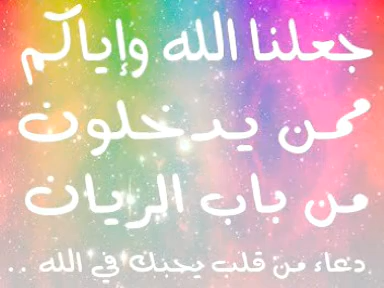 جعلنا الله وإياكم
ممن يدخلون
من باب الريان
دعاء من قلب يحبك في الله ..